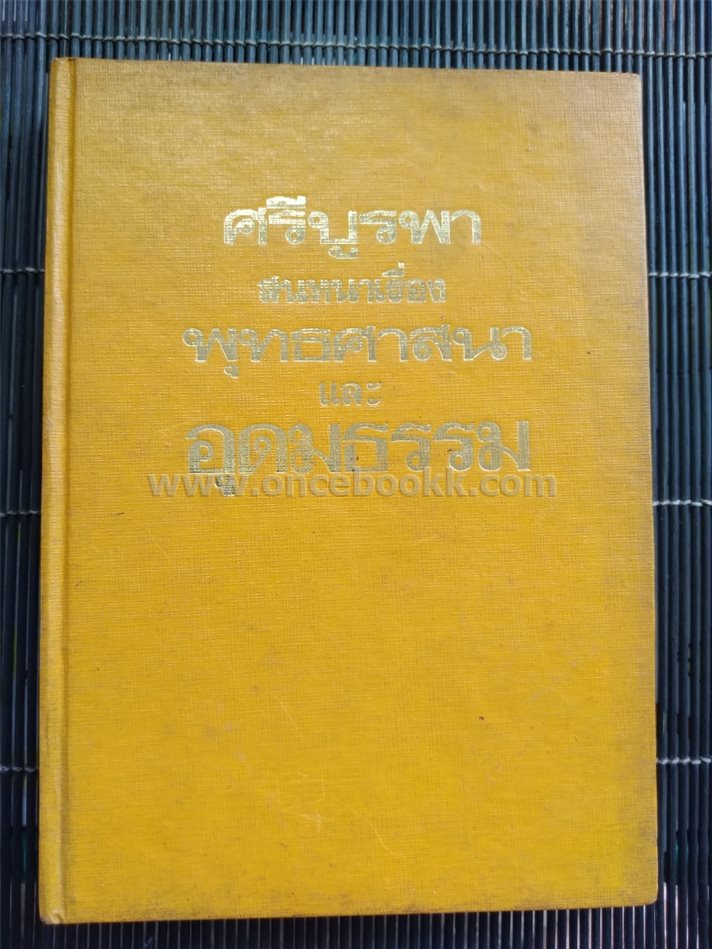 ศรีบูรพา
สนทนาเรื่อง
พุทธศาสนา
และ
อุดมธรรม
www.oncebookk.com